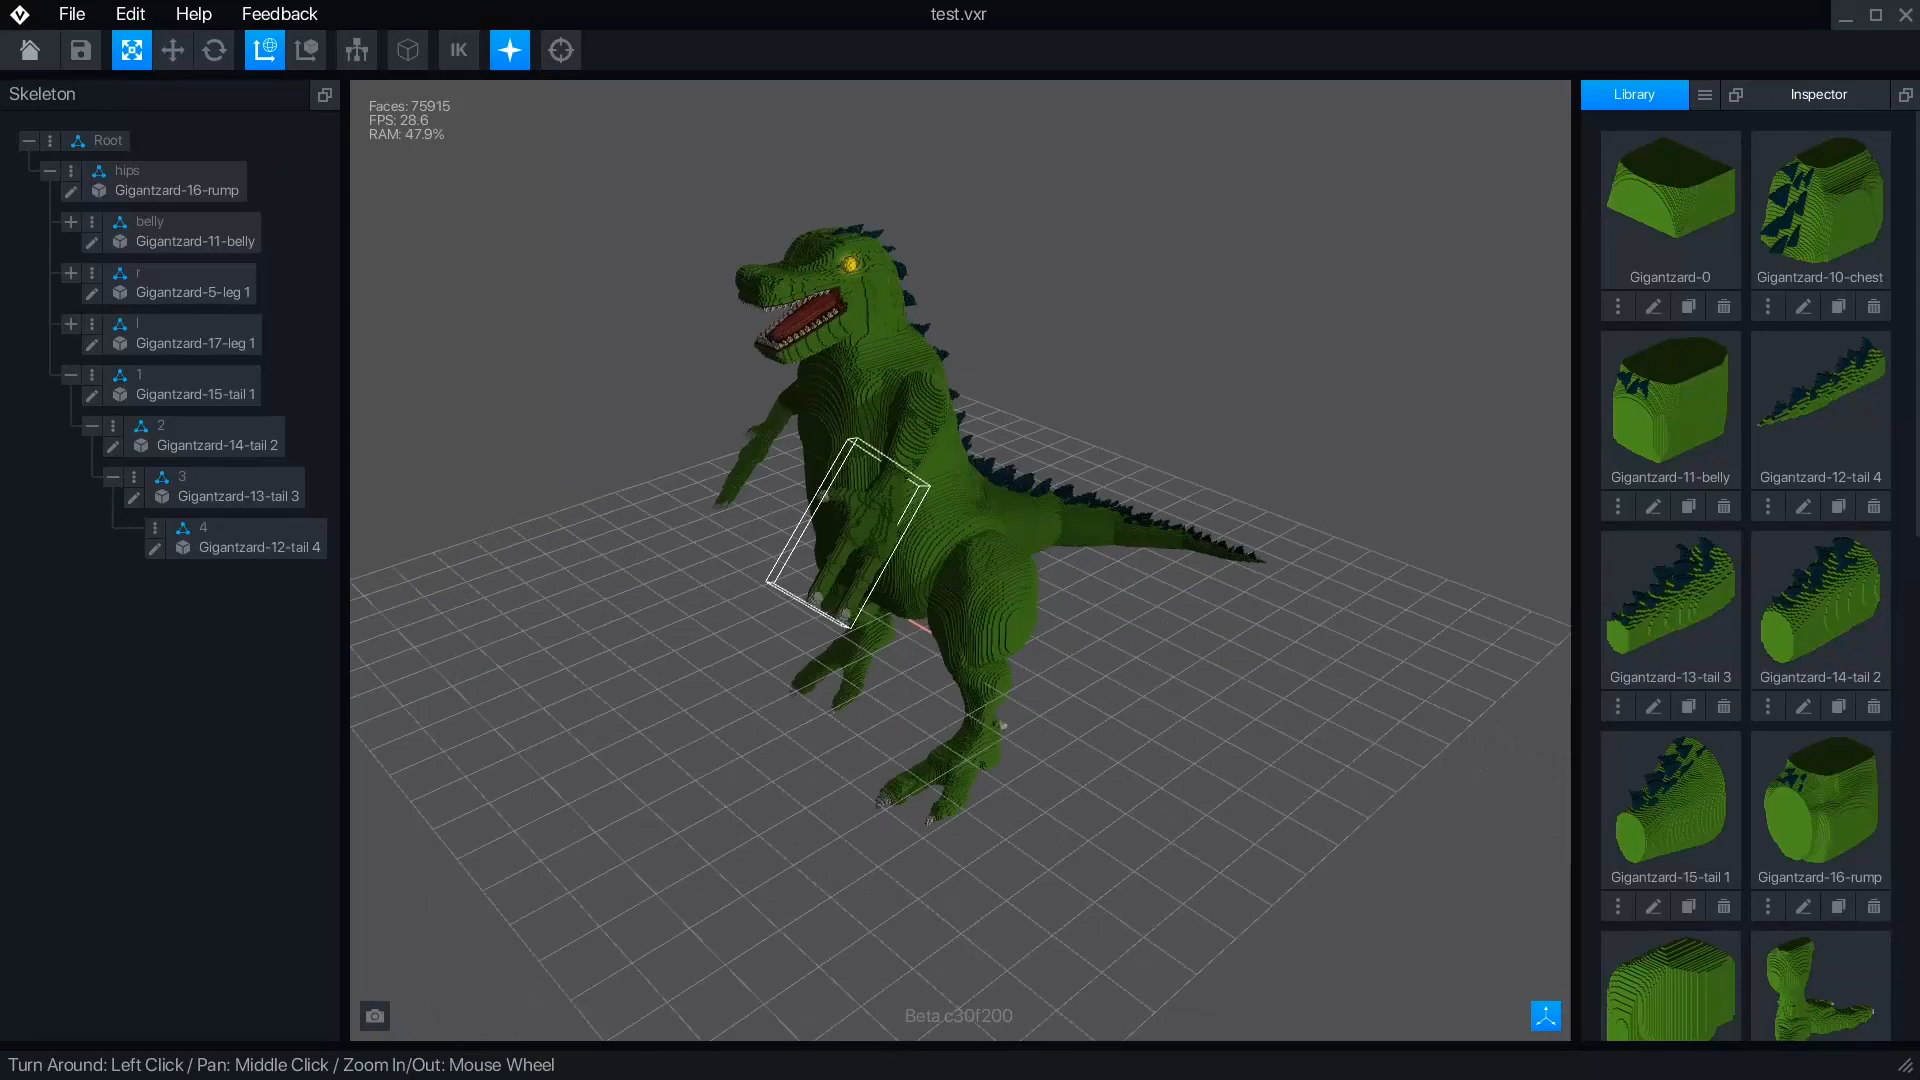 File Edit Help Feedback
test.vxr
IK
Skeleton
Root
hips
Gigantzard-16-rump
belly
Gigantzard-11-belly
r
Gigantzard-5-leg 1
l
Gigantzard-17-leg 1
1
Gigantzard-15-tail 1
2
Gigantzard-14-tail 2
3
Gigantzard-13-tail 3
4
Gigantzard-12-tail 4
Faces: 75915
FPS: 28.6
RAM: 47.9%
Beta c30f200
Library
Inspector
Gigantzard-0
Gigantzard-10-chest
Gigantzard-11-belly
Gigantzard-12-tail 4
Gigantzard-13-tail 3
Gigantzard-14-tail 2
Gigantzard-15-tail 1
Gigantzard-16-rump
Turn Around: Left Click / Pan: Middle Click / Zoom In/Out: Mouse Wheel